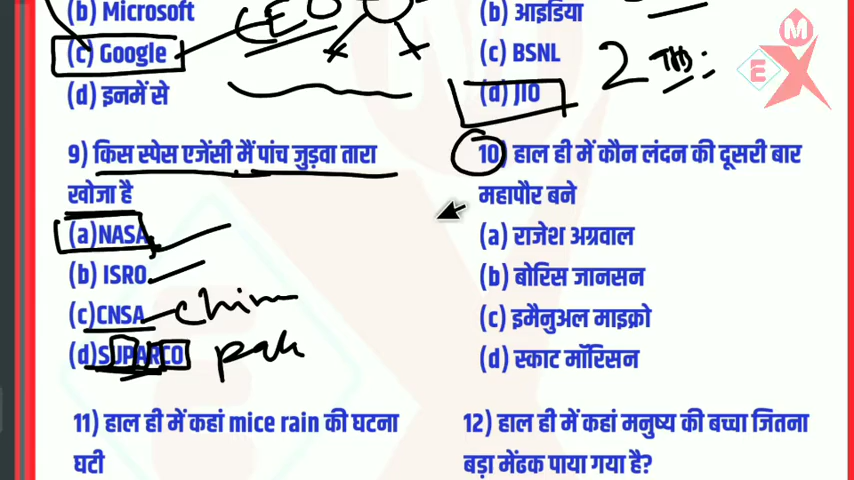 (b) Microsoft
(c) Google
(d) इनमें से
CEO
(b) आइडिया
(c) BSNL
(d) JIO
2
M
E
X
9) किस स्पेस एजेंसी मैं पांच जुड़वा तारा
खोजा है
(a)NASA
(b) ISRO
(c)CNSA
chin
(d)SUPARCO
pak
10) हाल ही में कौन लंदन की दूसरी बार
महापौर बने
(a) राजेश अग्रवाल
(b) बोरिस जानसन
(c) इमैनुअल माइक्रो
(d) स्काट मॉरिसन
11) हाल ही में कहां mice rain की घटना
घटी
12) हाल ही में कहां मनुष्य की बच्चा जितना
बड़ा मेंढक पाया गया है?